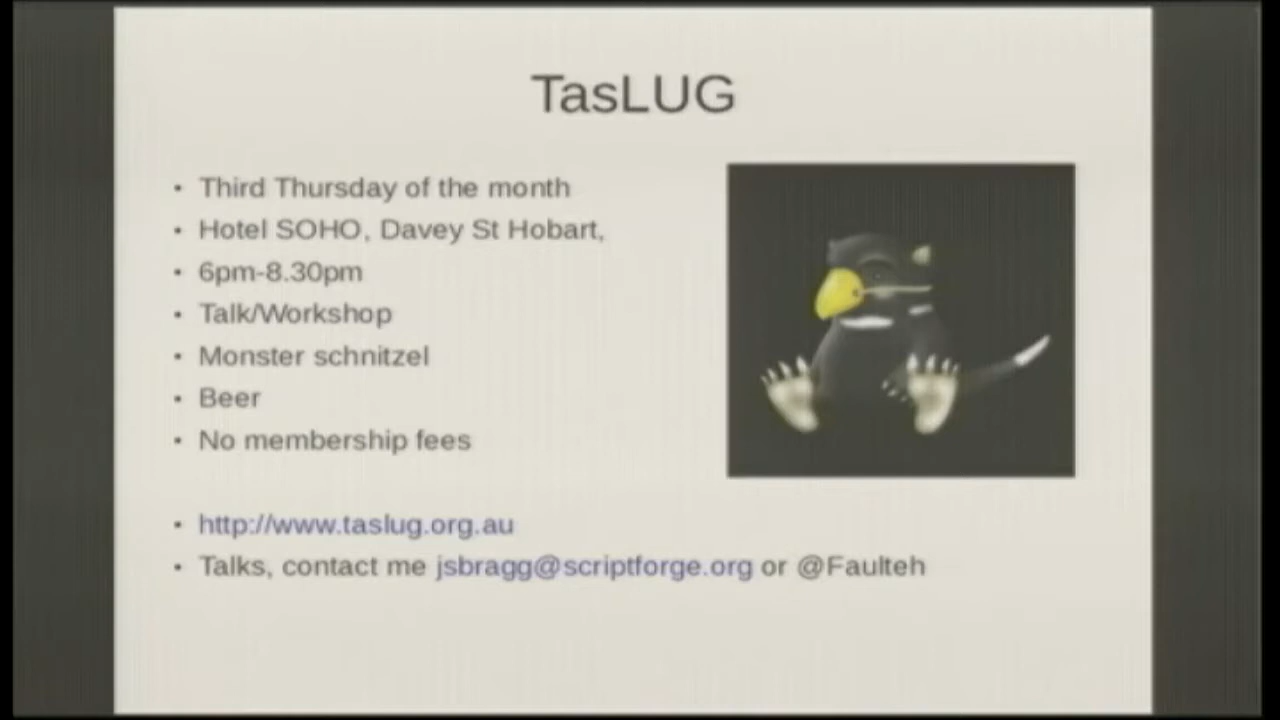 TasLUG
• Third Thursday of the month
• Hotel SOHO, Davey St Hobart,
• 6pm-8.30pm
• Talk/Workshop
• Monster schnitzel
• Beer
• No membership fees
• http://www.taslug.org.au
• Talks, contact me jsbragg@scriptforge.org or @Faulteh